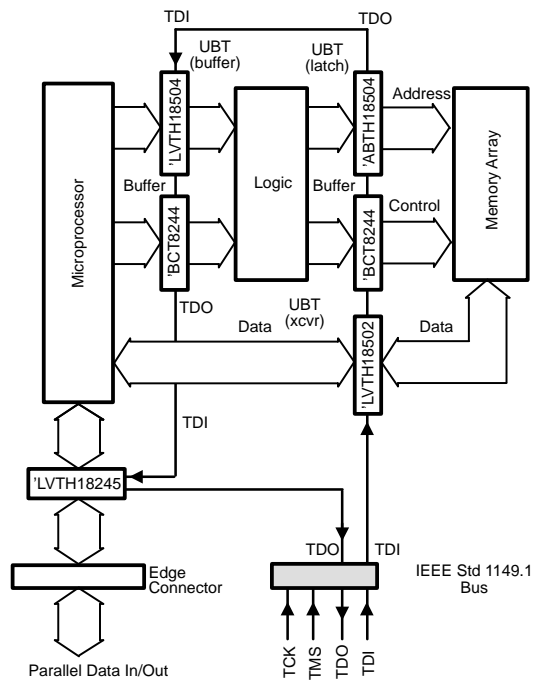 TDI
TDO
UBT
(buffer)
UBT
(latch)
'LVTH18504
'ABTH18504
Address
Microprocessor
Logic
Memory Array
Buffer
Buffer
Control
'BCT8244
'BCT8244
TDO
UBT
(xcvr)
Data
Data
'LVTH18502
TDI
'LVTH18245
TDO
TDI
Edge
Connector
IEEE Std 1149.1
Bus
TCK
TMS
TDO
TDI
Parallel Data In/Out